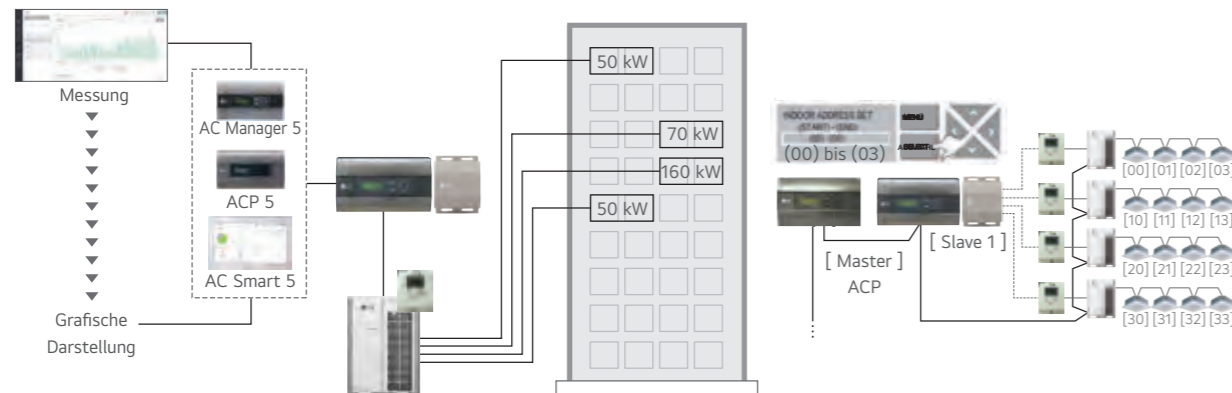 Messung
AC Manager 5
ACP 5
AC Smart 5
Grafische
Darstellung
50 kW
70 kW
160 kW
50 kW
INDOOR ADDRESS SET
(00) bis (03)
[ Master ]
ACP
[ Slave 1 ]
[00] [01] [02] [03]
[10] [11] [12] [13]
[20] [21] [22] [23]
[30] [31] [32] [33]